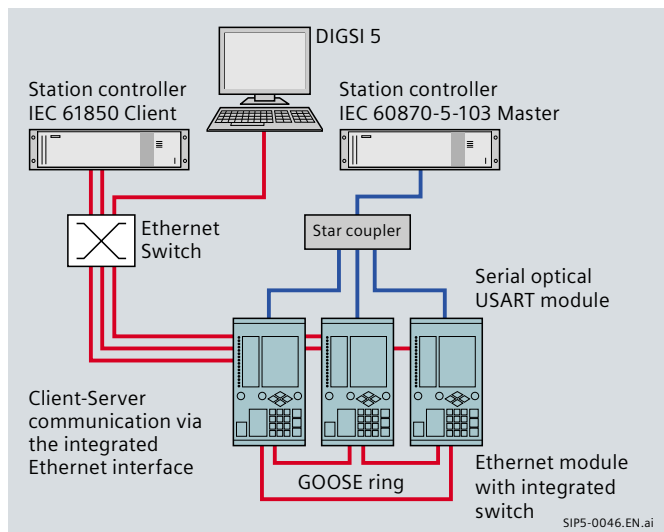 DIGSI 5
Station controller
IEC 61850 Client
Station controller
IEC 60870-5-103 Master
Ethernet
Switch
Star coupler
Serial optical
USART module
Client-Server
communication via
the integrated
Ethernet interface
GOOSE ring
Ethernet module
with integrated
switch
SIP5-0046.EN.ai